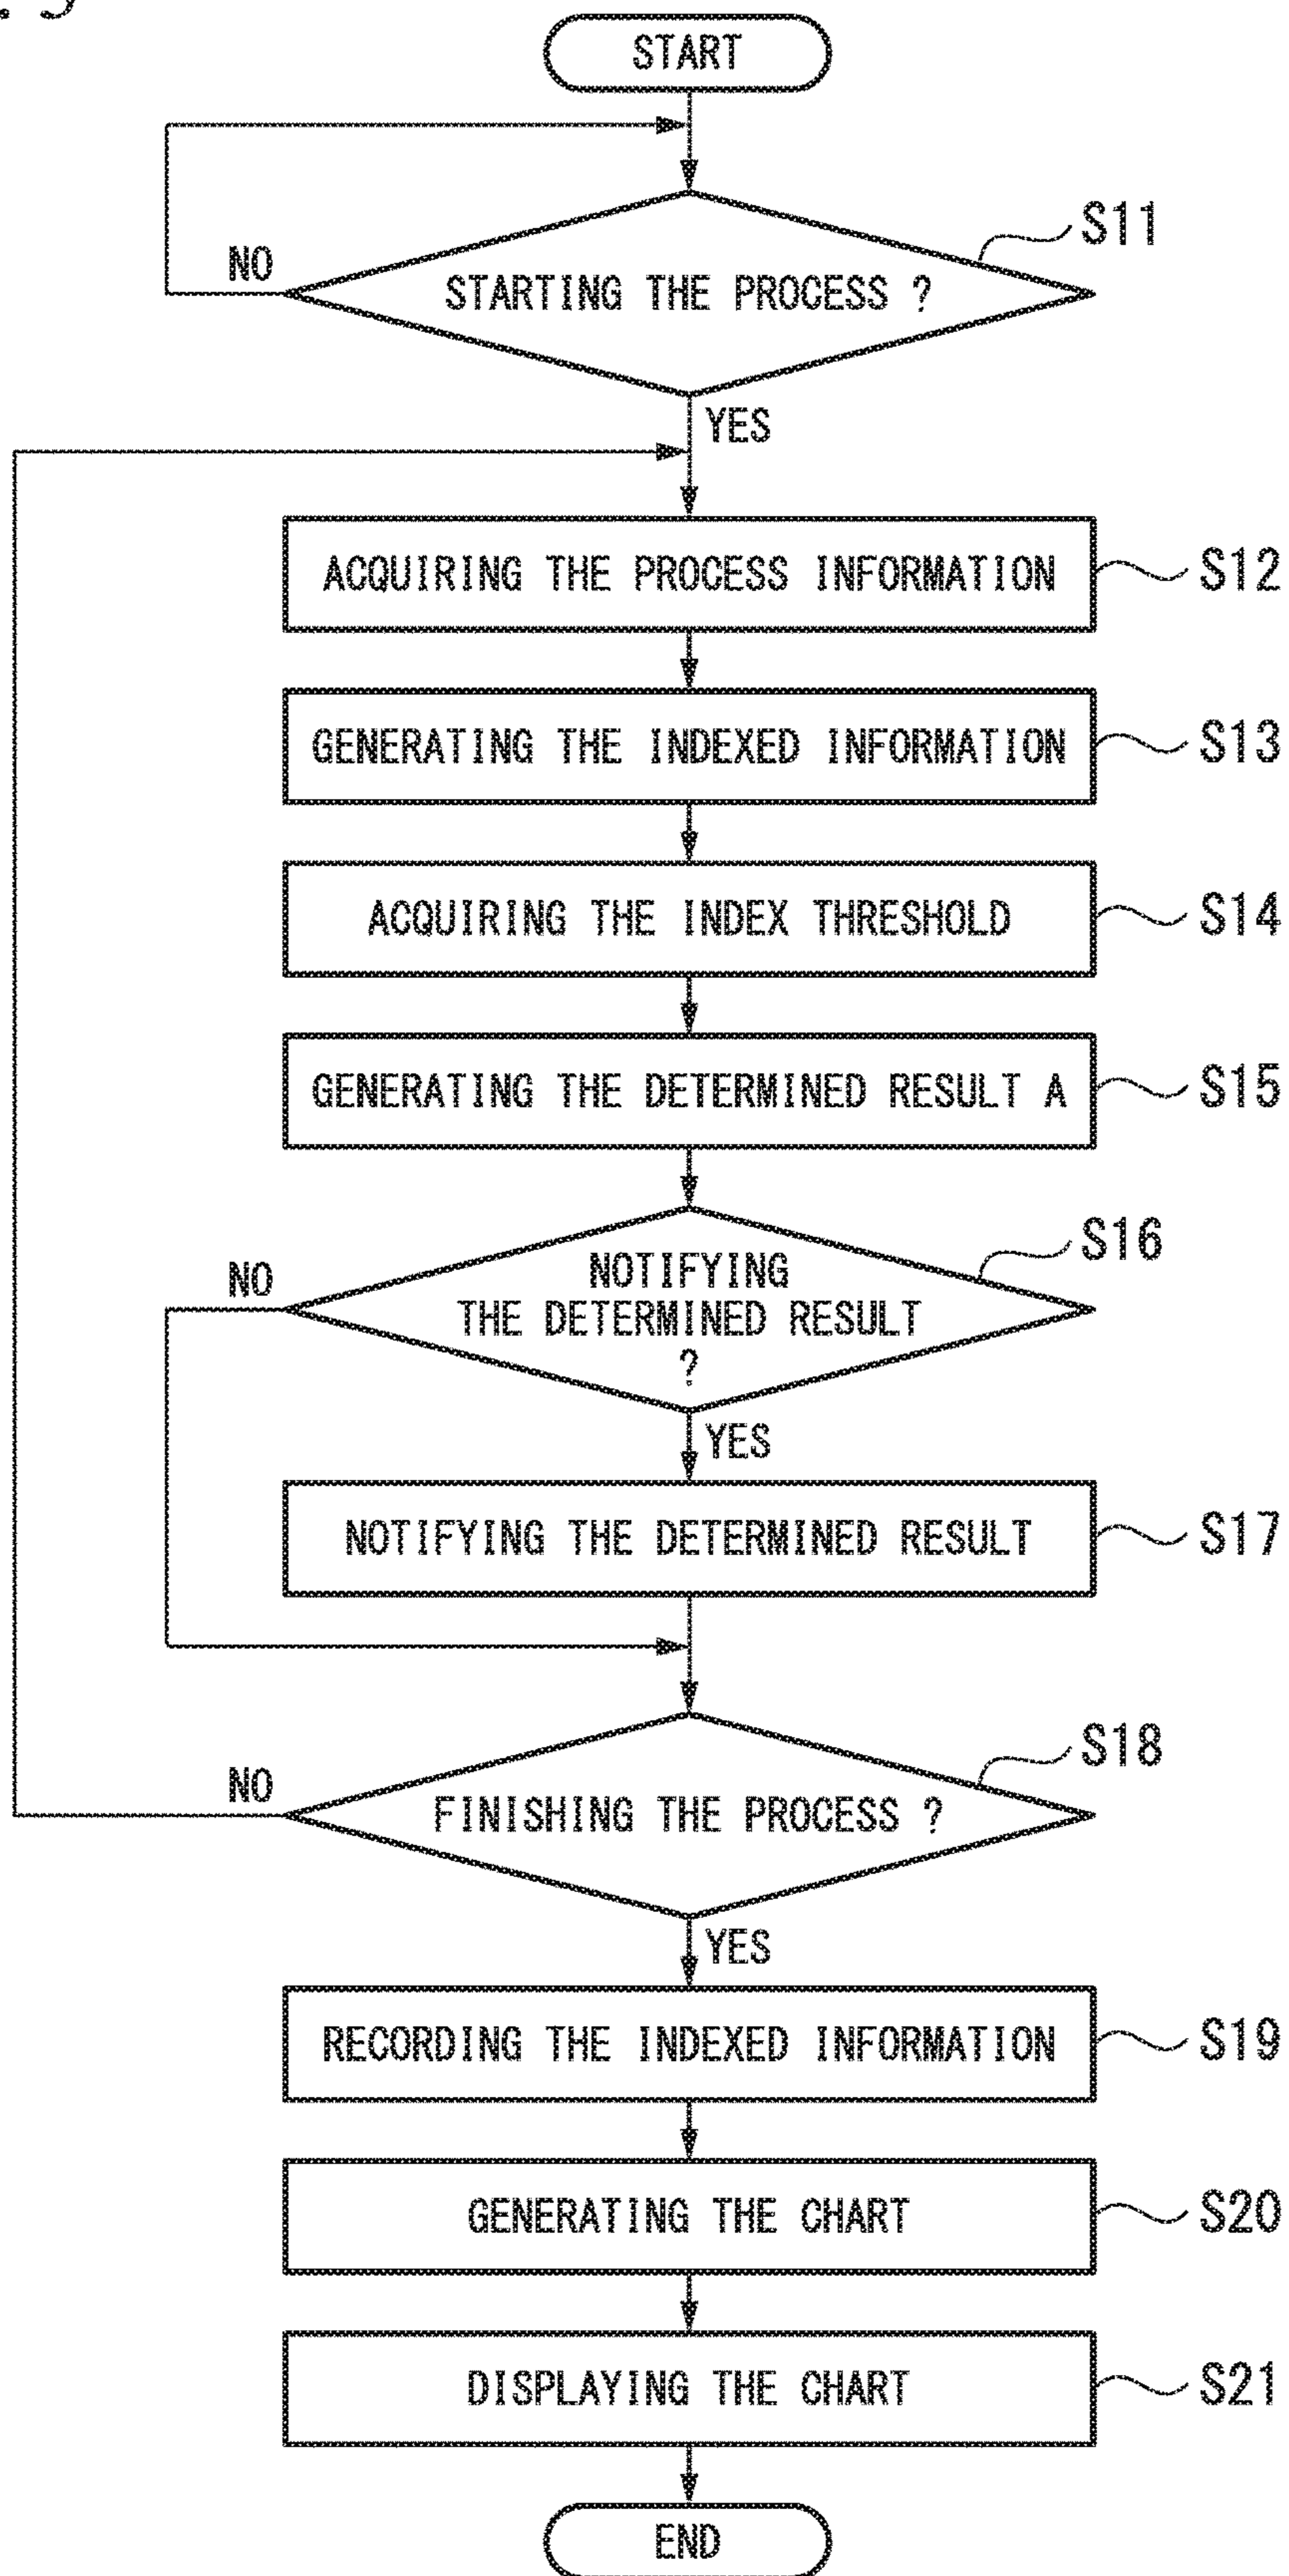 START
S11
NO
STARTING THE PROCESS ?
YES
ACQUIRING THE PROCESS INFORMATION
S12
GENERATING THE INDEXED INFORMATION
S13
ACQUIRING THE INDEX THRESHOLD
S14
GENERATING THE DETERMINED RESULT A
S15
S16
NO
NOTIFYING
THE DETERMINED RESULT
?
YES
NOTIFYING THE DETERMINED RESULT
S17
S18
NO
FINISHING THE PROCESS ?
YES
RECORDING THE INDEXED INFORMATION
S19
GENERATING THE CHART
S20
DISPLAYING THE CHART
S21
END